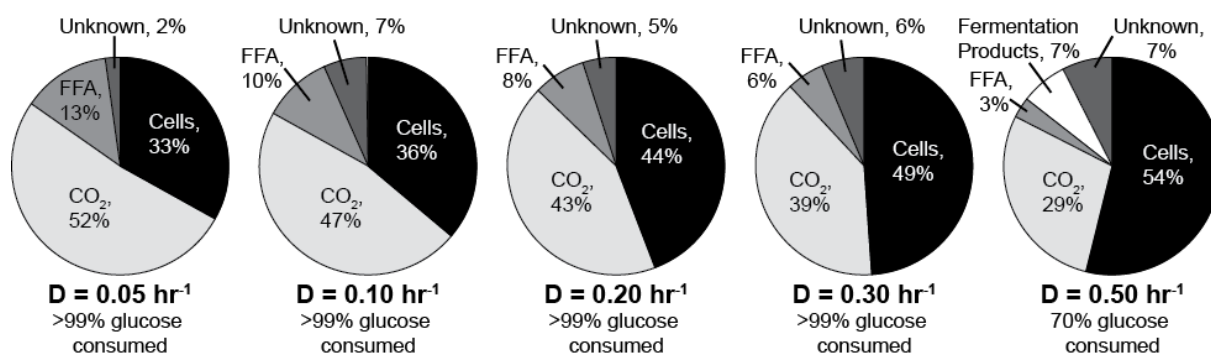 Unknown, 2%
FFA,
13%
Cells,
33%
CO2,
52%
D = 0.05 hr-1
>99% glucose
consumed
Unknown, 7%
FFA,
10%
Cells,
36%
CO2,
47%
D = 0.10 hr-1
>99% glucose
consumed
Unknown, 5%
FFA,
8%
Cells,
44%
CO2,
43%
D = 0.20 hr-1
>99% glucose
consumed
Unknown, 6%
FFA,
6%
Cells,
49%
CO2,
39%
D = 0.30 hr-1
>99% glucose
consumed
Fermentation
Products, 7%
Unknown,
7%
FFA,
3%
Cells,
54%
CO2,
29%
D = 0.50 hr-1
70% glucose
consumed